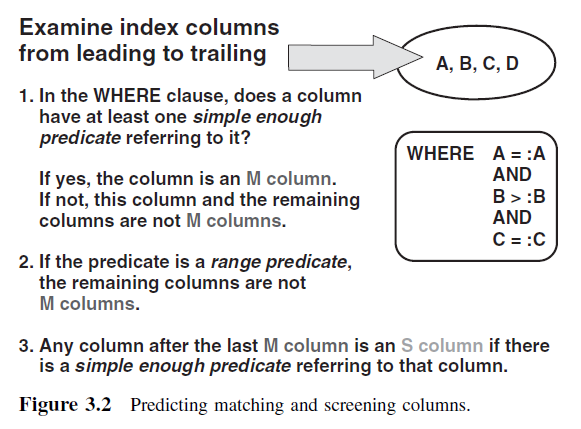 Examine index columns
from leading to trailing
A, B, C, D
1. In the WHERE clause, does a column
have at least one simple enough
predicate referring to it?
If yes, the column is an M column.
If not, this column and the remaining
columns are not M columns.
WHERE A = :A
AND
B > :B
AND
C = :C
2. If the predicate is a range predicate,
the remaining columns are not
M columns.
3. Any column after the last M column is an S column if there
is a simple enough predicate referring to that column.
Figure 3.2 Predicting matching and screening columns.